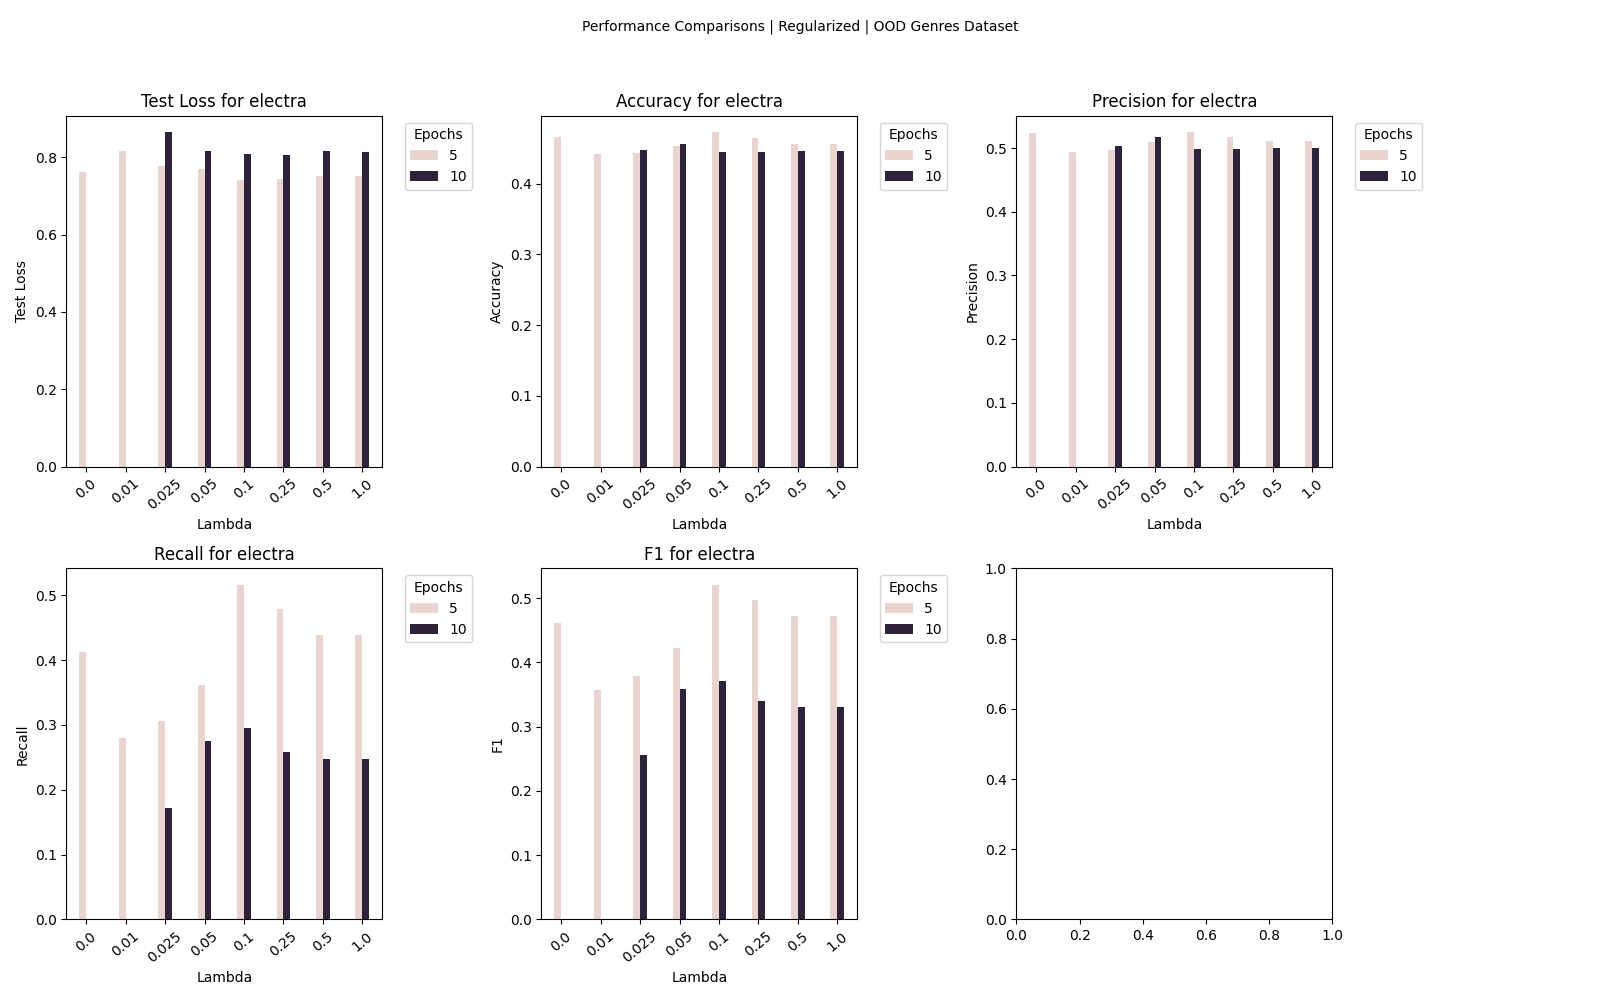 Performance Comparisons | Regularized | OOD Genres Dataset
Test Loss for electra
Test Loss
0.8
0.6
0.4
0.2
0.0
0.0 0.01 0.025 0.05 0.1 0.25 0.5 1.0
Lambda
Epochs
5
10
Accuracy for electra
Accuracy
0.4
0.3
0.2
0.1
0.0
0.0 0.01 0.025 0.05 0.1 0.25 0.5 1.0
Lambda
Epochs
5
10
Precision for electra
Precision
0.5
0.4
0.3
0.2
0.1
0.0
0.0 0.01 0.025 0.05 0.1 0.25 0.5 1.0
Lambda
Epochs
5
10
Recall for electra
Recall
0.5
0.4
0.3
0.2
0.1
0.0
0.0 0.01 0.025 0.05 0.1 0.25 0.5 1.0
Lambda
Epochs
5
10
F1 for electra
F1
0.5
0.4
0.3
0.2
0.1
0.0
0.0 0.01 0.025 0.05 0.1 0.25 0.5 1.0
Lambda
Epochs
5
10
1.0
0.8
0.6
0.4
0.2
0.0
0.0 0.2 0.4 0.6 0.8 1.0